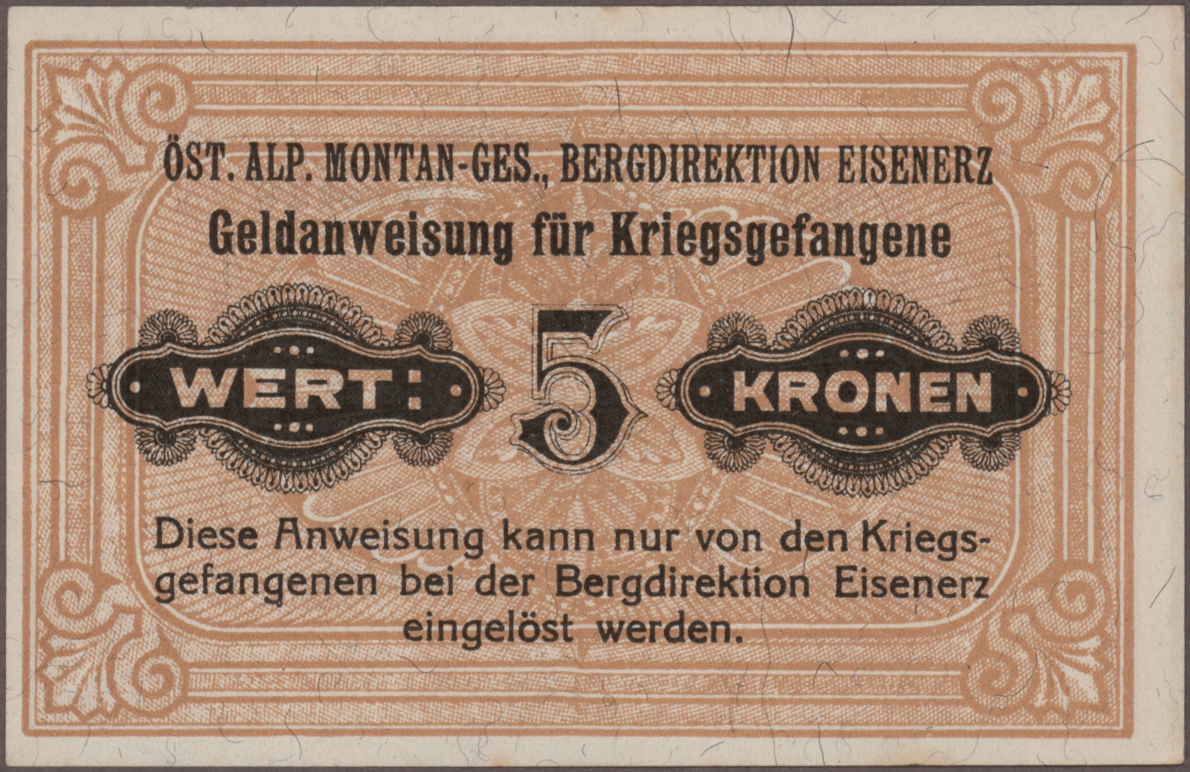 ÖST. ALP. MONTAN-GES., BERGDIREKTION EISENERZ
Geldanweisung für Kriegsgefangene
WERT: 5 KRONEN
Diese Anweisung kann nur von den Kriegs-
gefangenen bei der Bergdirektion Eisenerz
eingelöst werden.